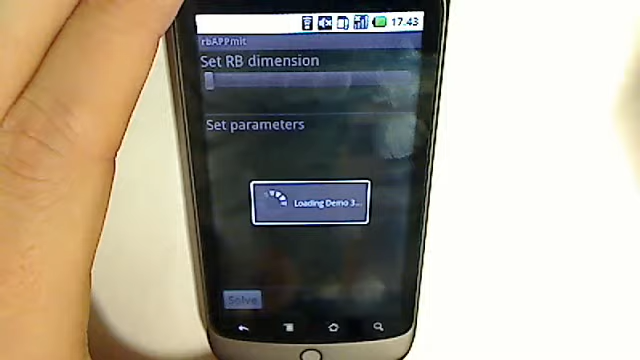 17.43
rbAPPmit
Set RB dimension
Set parameters
Loading Demo 3...
Solve